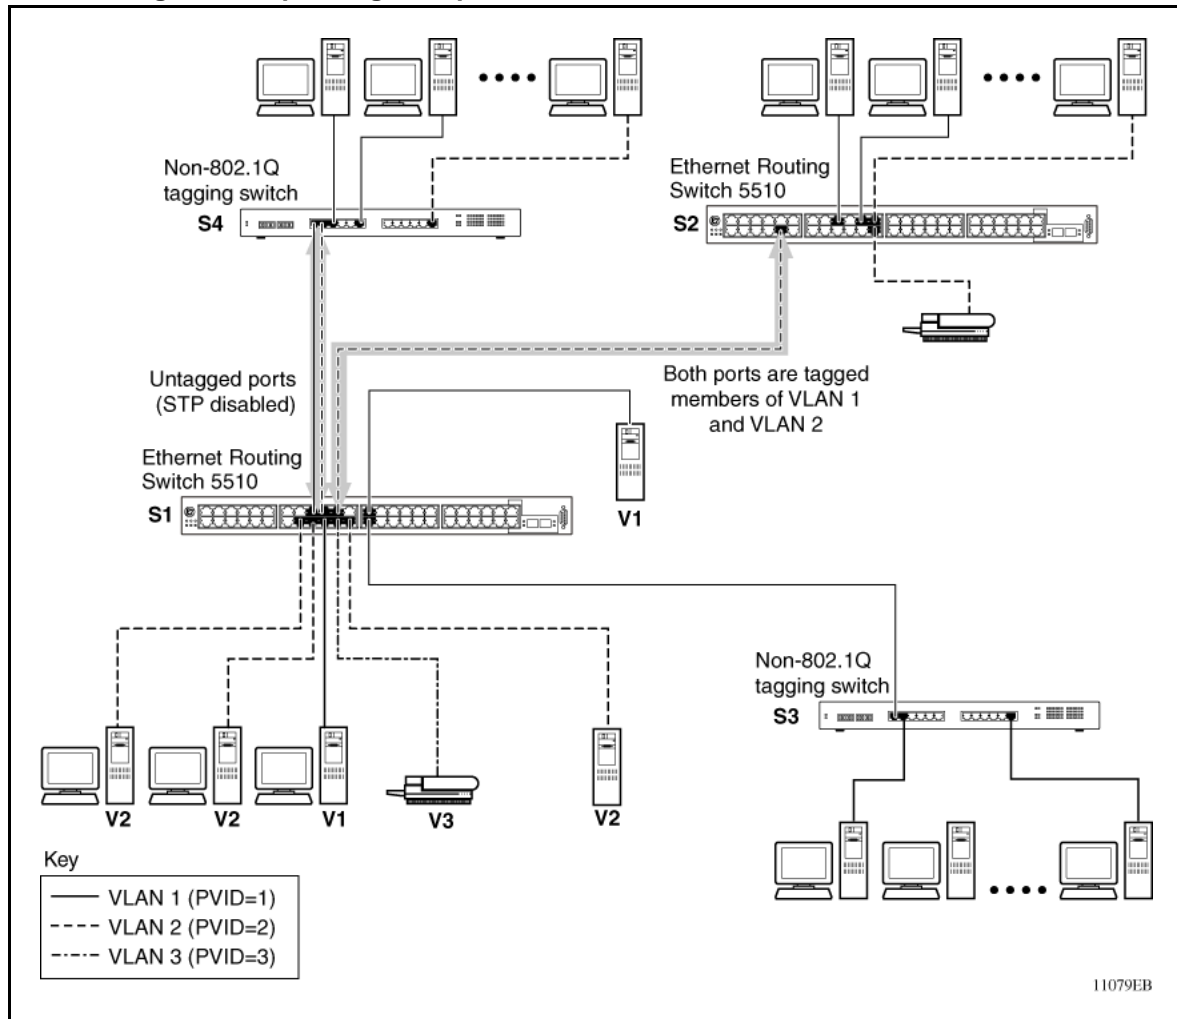 Non-802.1Q
tagging switch
S4
Ethernet Routing
Switch 5510
S2
Untagged ports
(STP disabled)
Both ports are tagged
members of VLAN 1
and VLAN 2
Ethernet Routing
Switch 5510
S1
V1
Non-802.1Q
tagging switch
S3
V2
V2
V1
V3
V2
Key
VLAN 1 (PVID=1)
VLAN 2 (PVID=2)
VLAN 3 (PVID=3)
11079EB